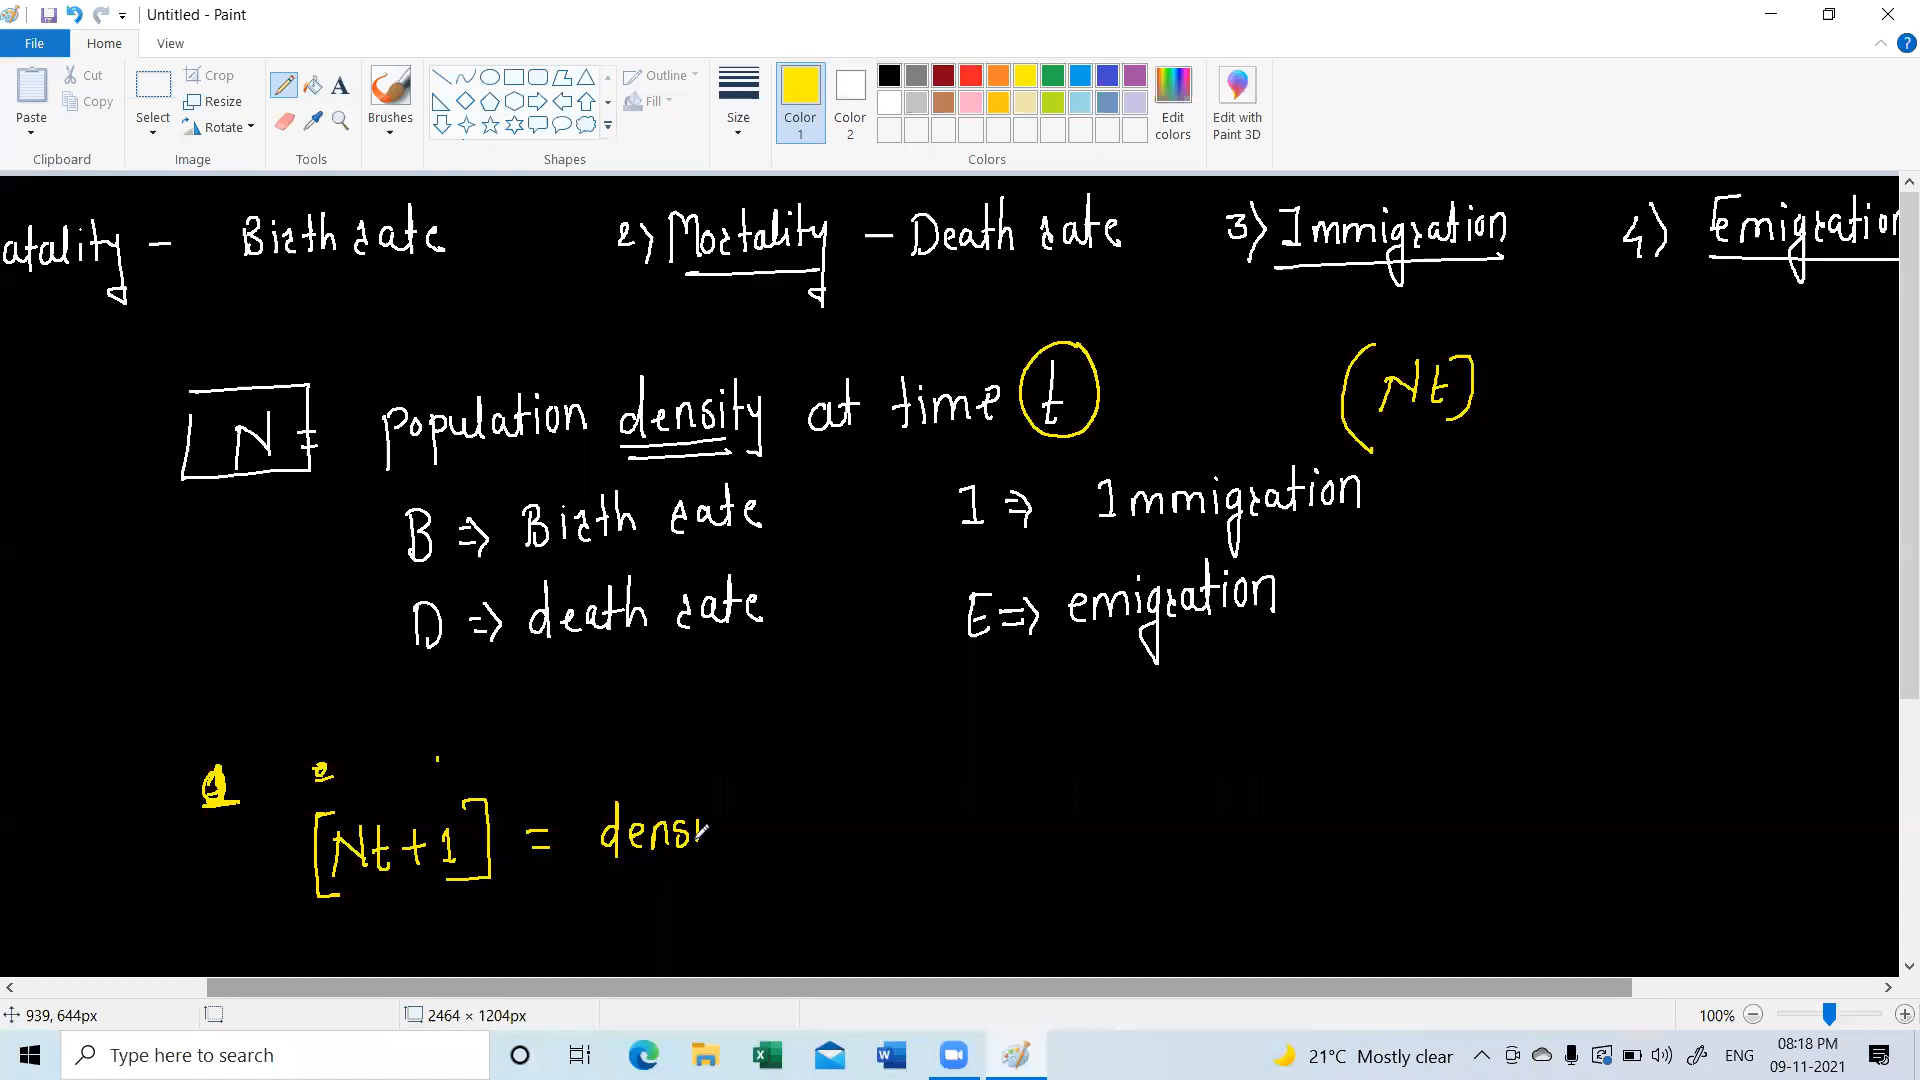 Untitled - Paint
File Home View
Paste Cut Copy Select Crop Resize Rotate Brushes Outline Fill Size Color 1 Color 2 Edit colors Edit with Paint 3D
Clipboard Image Tools Shapes Colors
atality - Birth rate 2) Mortality - Death rate 3) Immigration 4) Emigration
N = population density at time t (Nt)
B => Birth rate I => Immigration
D => death rate E => emigration
[Nt+1] = dens
939, 644px 2464 × 1204px 100%
Type here to search 21°C Mostly clear ENG 08:18 PM
09-11-2021